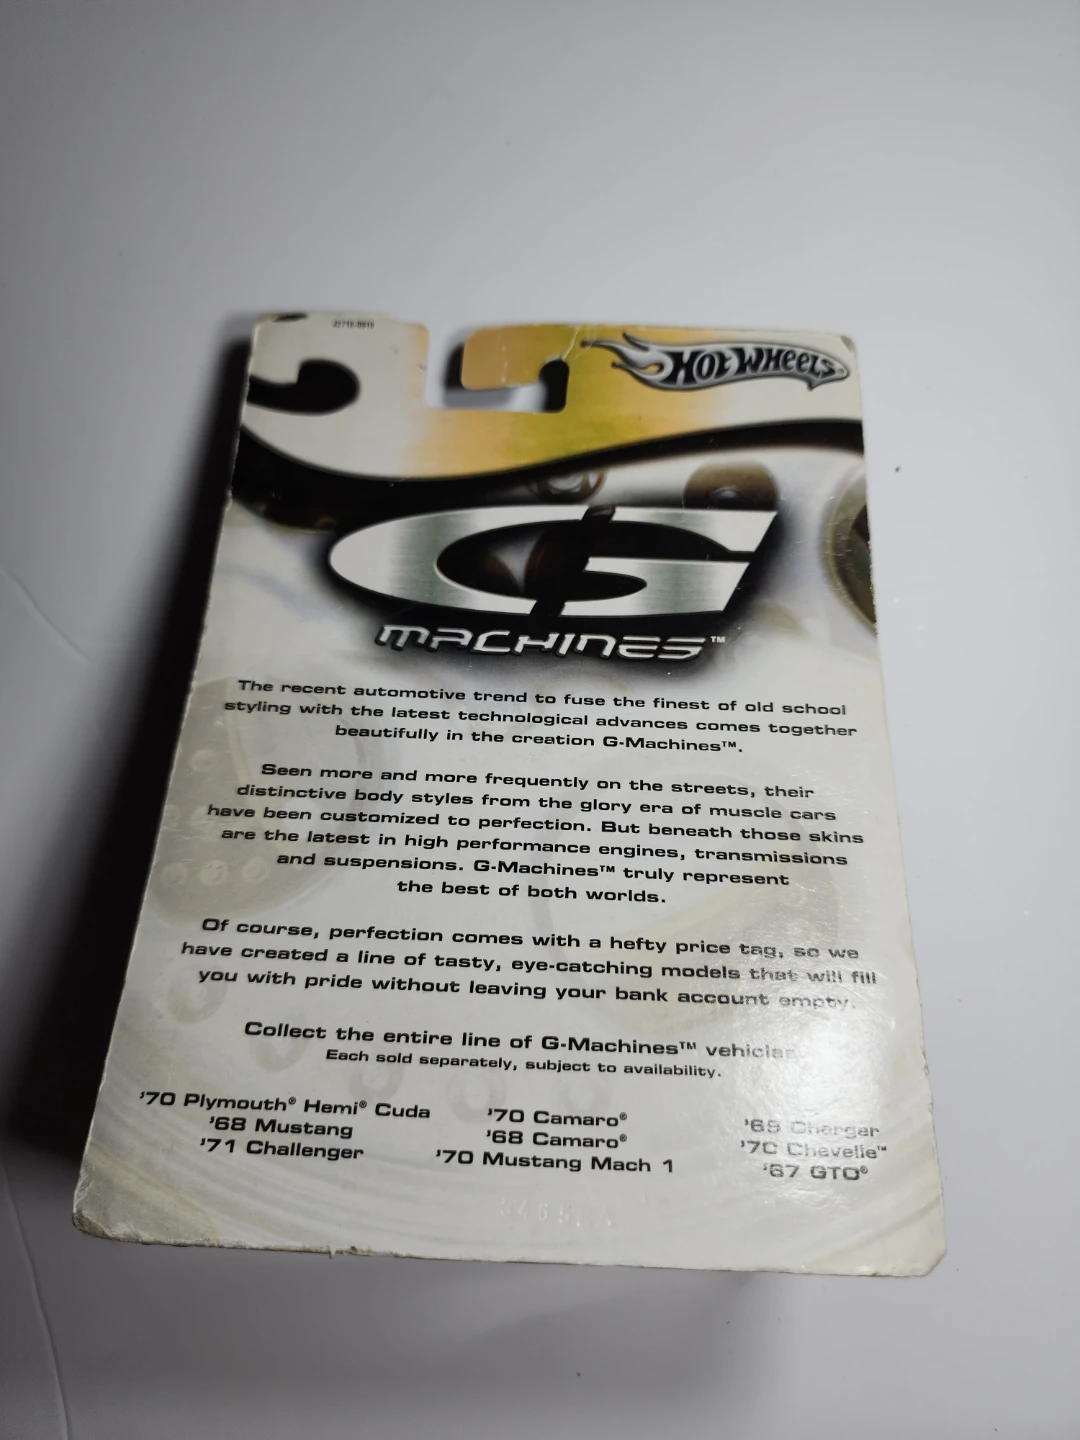 HOT WHEELS
G
MACHINES™
The recent automotive trend to fuse the finest of old school
styling with the latest technological advances comes together
beautifully in the creation G-Machines™.
Seen more and more frequently on the streets, their
distinctive body styles from the glory era of muscle cars
have been customized to perfection. But beneath those skins
are the latest in high performance engines, transmissions
and suspensions. G-Machines™ truly represent
the best of both worlds.
Of course, perfection comes with a hefty price tag, so we
have created a line of tasty, eye-catching models that will fill
you with pride without leaving your bank account empty.
Collect the entire line of G-Machines™ vehicles
Each sold separately, subject to availability.
'70 Plymouth® Hemi® Cuda '70 Camaro® '69 Charger
'68 Mustang '68 Camaro® '70 Chevelle™
'71 Challenger '70 Mustang Mach 1 '67 GTO®